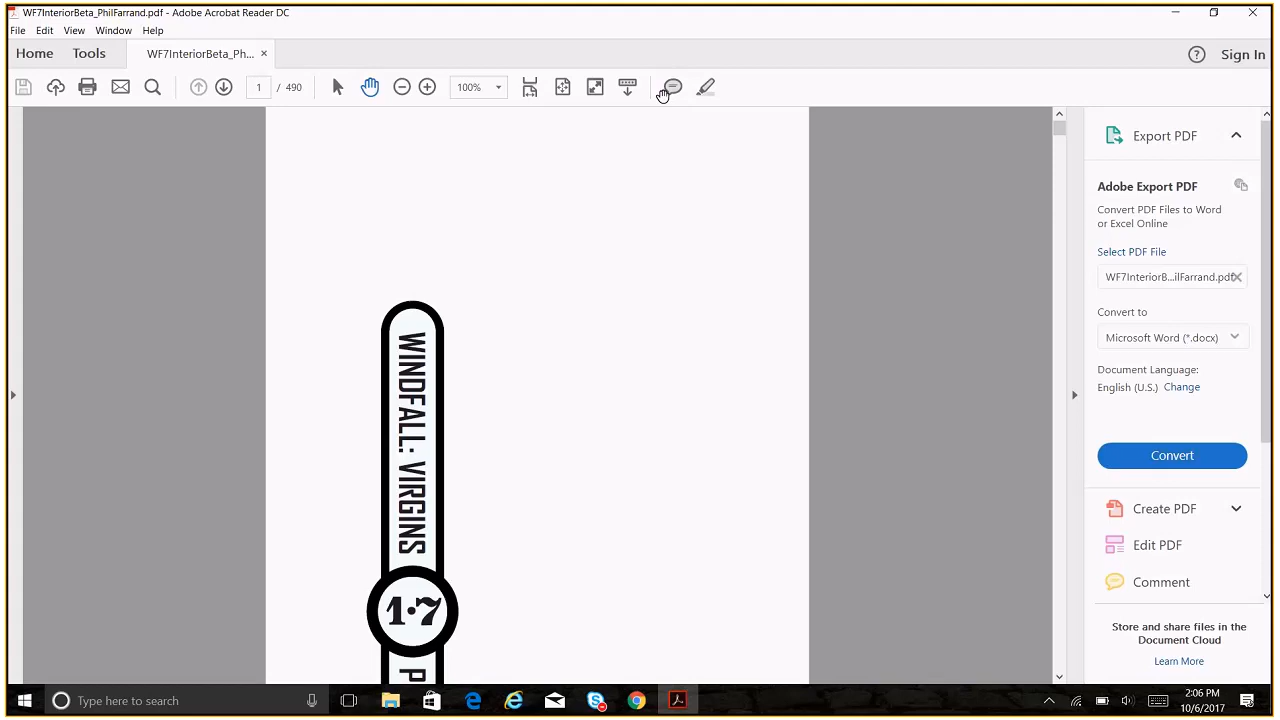 WF7InteriorBeta_PhilFarrand.pdf - Adobe Acrobat Reader DC
File Edit View Window Help
Home Tools WF7InteriorBeta_Ph... × Sign In
1 / 490 100%
WINDFALL: VIRGINS
1·7
P
Export PDF
Adobe Export PDF
Convert PDF Files to Word
or Excel Online
Select PDF File
WF7InteriorB...ilFarrand.pdf
Convert to
Microsoft Word (*.docx)
Document Language:
English (U.S.) Change
Convert
Create PDF
Edit PDF
Comment
Store and share files in the
Document Cloud
Learn More
Type here to search
2:06 PM
10/6/2017